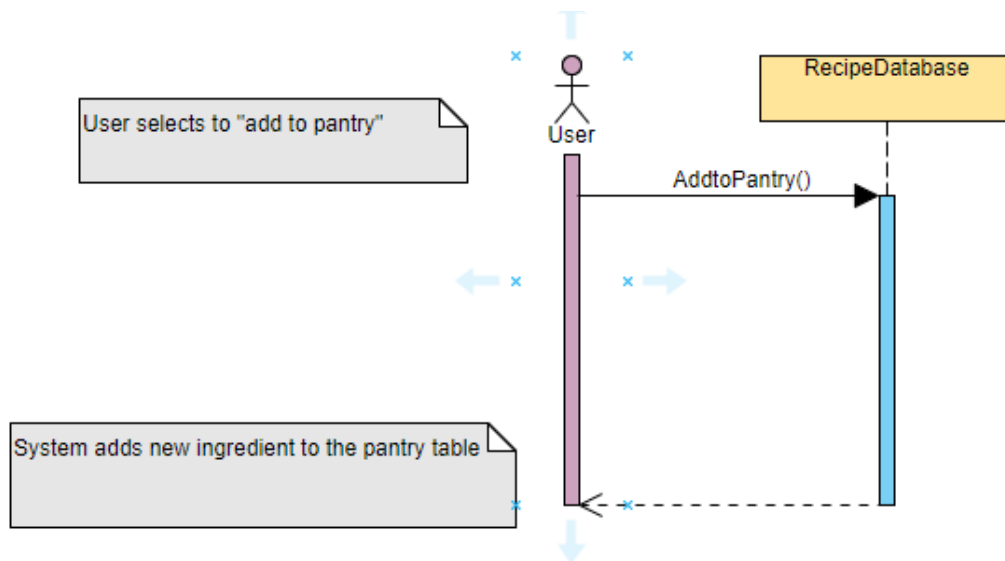 RecipeDatabase
User selects to "add to pantry"
User
AddtoPantry()
System adds new ingredient to the pantry table